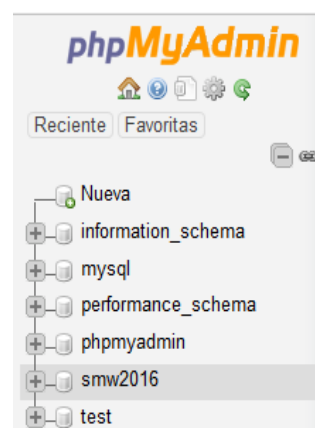 phpMyAdmin
Reciente Favoritas
Nueva
information_schema
mysql
performance_schema
phpmyadmin
smw2016
test